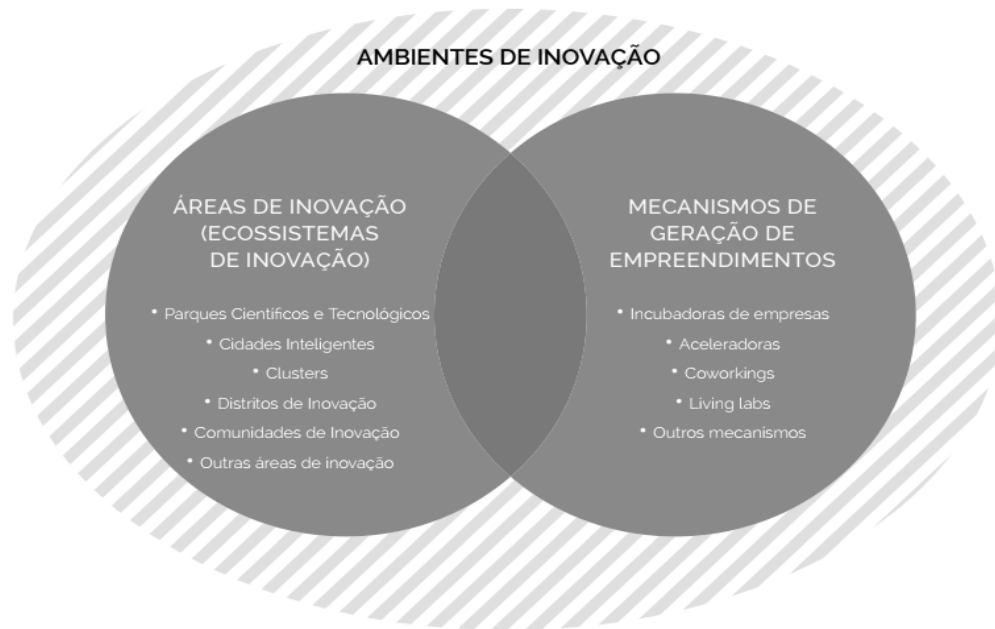 AMBIENTES DE INOVAÇÃO
ÁREAS DE INOVAÇÃO
(ECOSSISTEMAS
DE INOVAÇÃO)
• Parques Científicos e Tecnológicos
• Cidades Inteligentes
• Clusters
• Distritos de Inovação
• Comunidades de Inovação
• Outras áreas de inovação
MECANISMOS DE
GERAÇÃO DE
EMPREENDIMENTOS
• Incubadoras de empresas
• Aceleradoras
• Coworkings
• Living labs
• Outros mecanismos